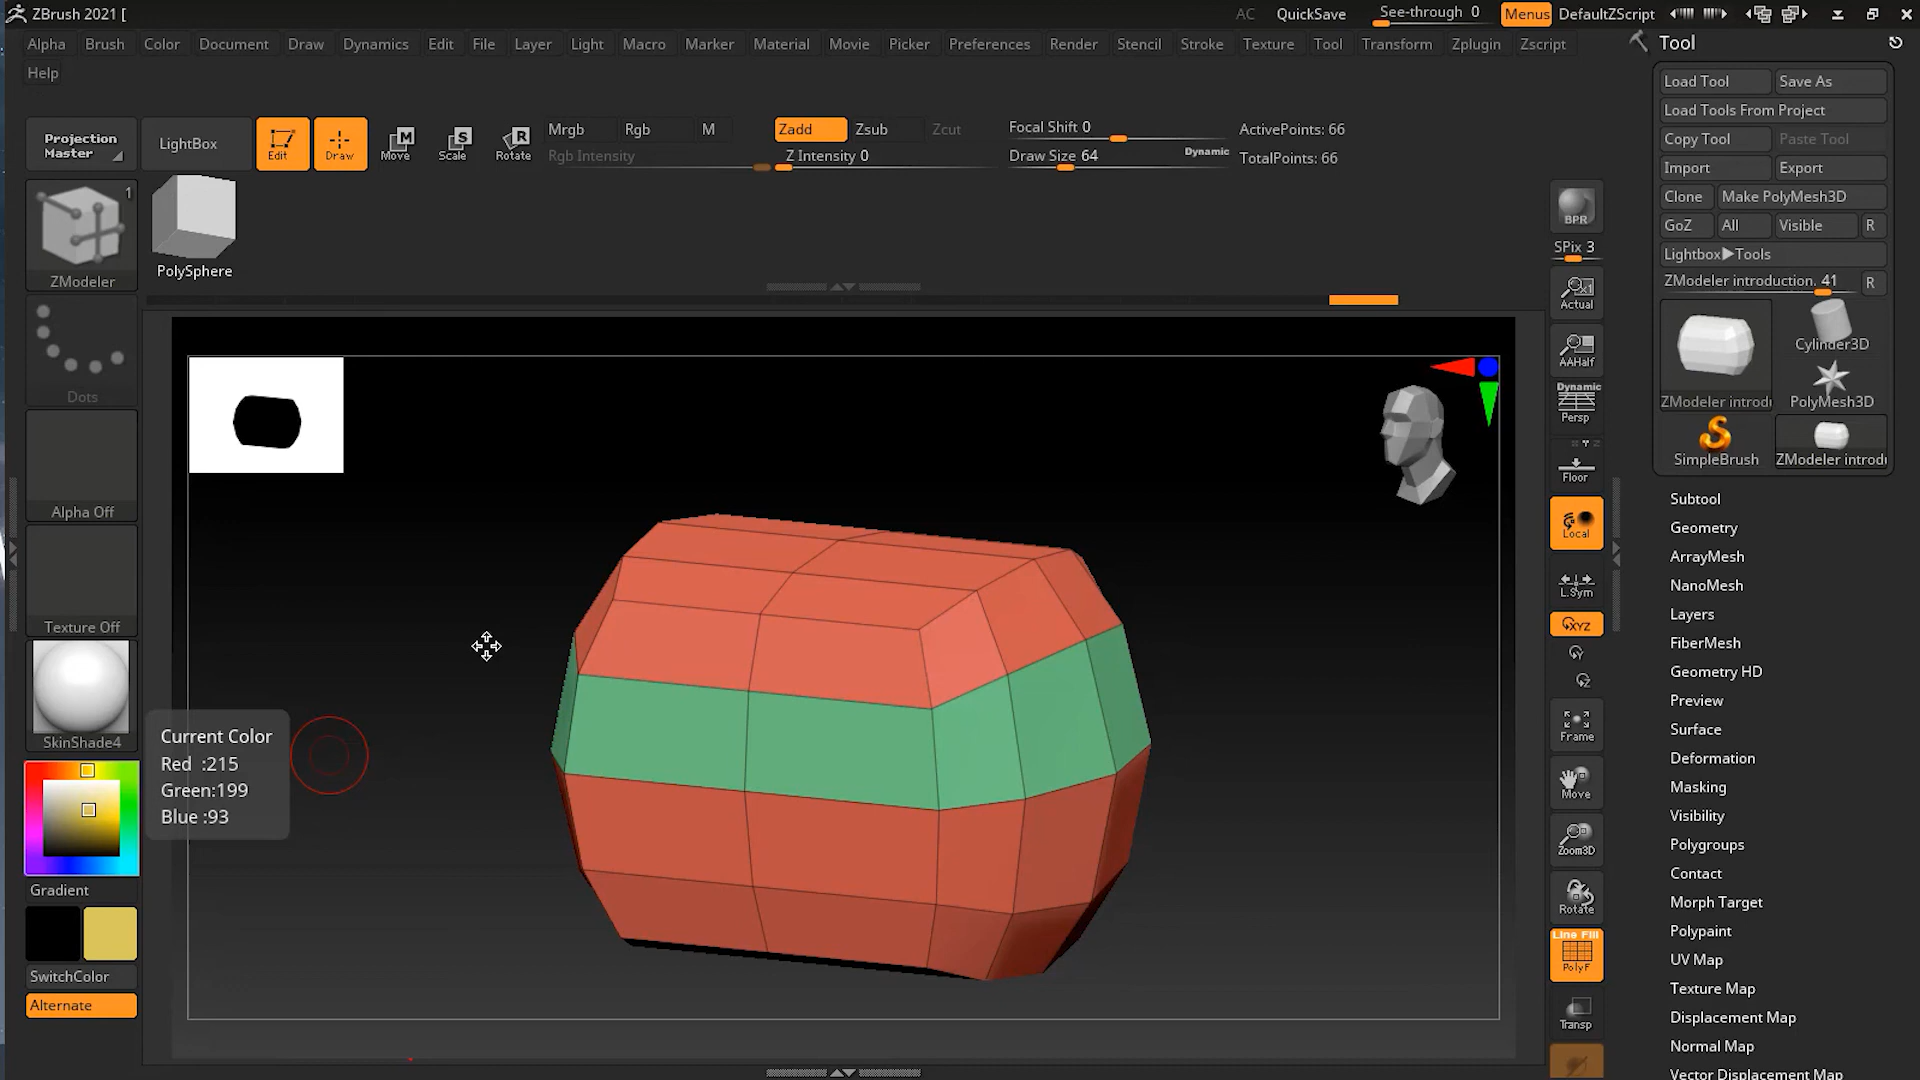 ZBrush 2021 [
AC
QuickSave
See-through 0
Menus
DefaultZScript
Alpha
Brush
Color
Document
Draw
Dynamics
Edit
File
Layer
Light
Macro
Marker
Material
Movie
Picker
Preferences
Render
Stencil
Stroke
Texture
Tool
Transform
Zplugin
Zscript
Help
Projection
Master
LightBox
Edit
Draw
Move
Scale
Rotate
Mrgb
Rgb
M
Rgb Intensity
Zadd
Zsub
Zcut
Z Intensity 0
Focal Shift 0
Draw Size 64
Dynamic
ActivePoints: 66
TotalPoints: 66
1
ZModeler
PolySphere
Dots
Alpha Off
Texture Off
SkinShade4
Current Color
Red :215
Green:199
Blue :93
Gradient
SwitchColor
Alternate
BPR
SPix 3
Actual
AAHalf
Dynamic
Persp
Floor
Local
L.Sym
XYZ
Frame
Move
Zoom3D
Rotate
Line Fill
PolyF
Transp
Tool
Load Tool
Save As
Load Tools From Project
Copy Tool
Paste Tool
Import
Export
Clone
Make PolyMesh3D
GoZ
All
Visible
R
Lightbox▶Tools
ZModeler introduction. 41
R
ZModeler introdu
Cylinder3D
PolyMesh3D
SimpleBrush
ZModeler introdu
Subtool
Geometry
ArrayMesh
NanoMesh
Layers
FiberMesh
Geometry HD
Preview
Surface
Deformation
Masking
Visibility
Polygroups
Contact
Morph Target
Polypaint
UV Map
Texture Map
Displacement Map
Normal Map
Vector Displacement Map